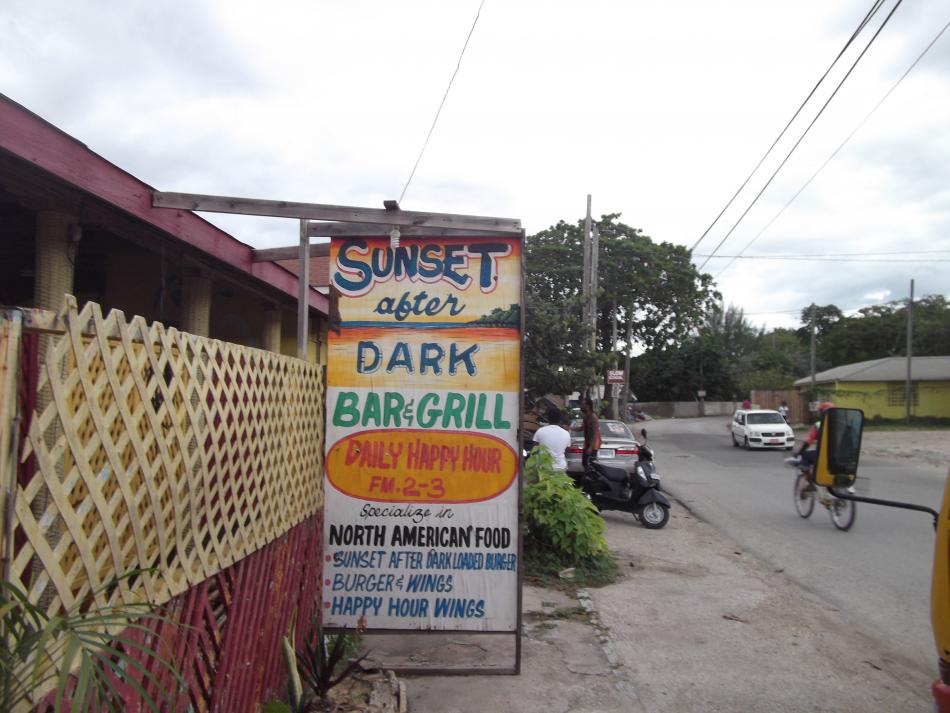 SUNSET
after
DARK
BAR & GRILL
DAILY HAPPY HOUR
FM. 2-3
specialize in
NORTH AMERICAN FOOD
• SUNSET AFTER DARK LOADED BURGER
• BURGER & WINGS
• HAPPY HOUR WINGS